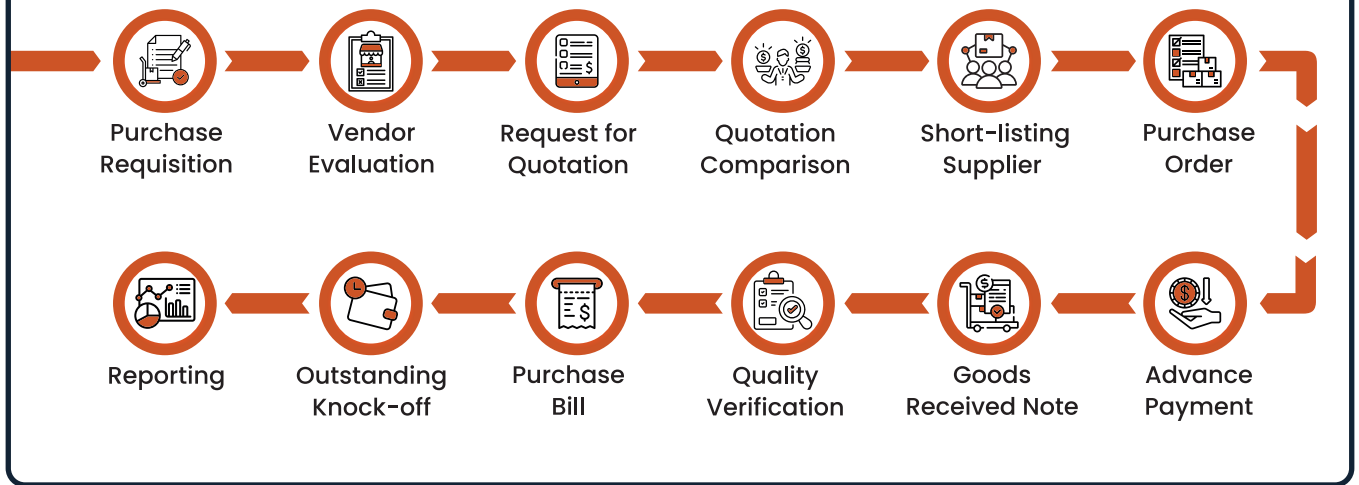 Purchase
Requisition
Vendor
Evaluation
Request for
Quotation
Quotation
Comparison
Short-listing
Supplier
Purchase
Order
Reporting
Outstanding
Knock-off
Purchase
Bill
Quality
Verification
Goods
Received Note
Advance
Payment